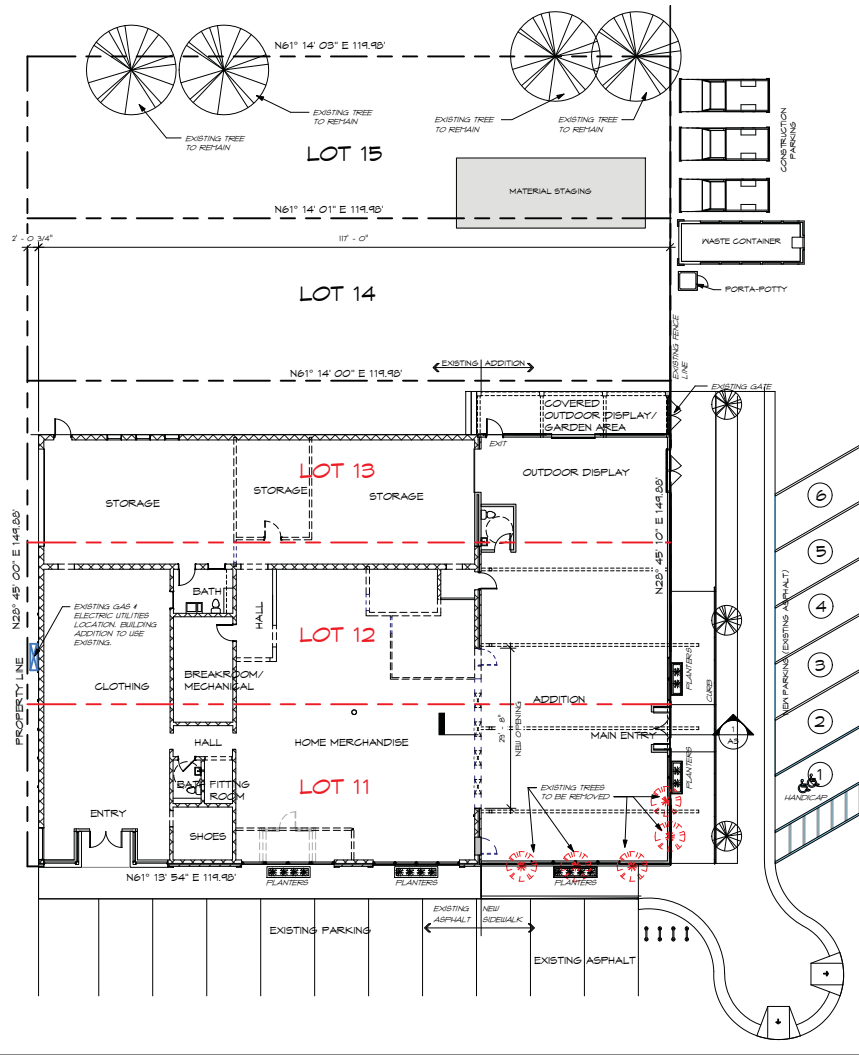 N61° 14' 03" E 119.98'
EXISTING TREE
TO REMAIN
EXISTING TREE
TO REMAIN
EXISTING TREE
TO REMAIN
EXISTING TREE
TO REMAIN
CONSTRUCTION
PARKING
LOT 15
MATERIAL STAGING
N61° 14' 01" E 119.98'
2' - 0 3/4"
117' - 0"
WASTE CONTAINER
PORTA-POTTY
LOT 14
EXISTING FENCE
LINE
EXISTING ADDITION
N61° 14' 00" E 119.98'
EXISTING GATE
COVERED
OUTDOOR DISPLAY/
GARDEN AREA
EXIT
LOT 13
OUTDOOR DISPLAY
STORAGE
STORAGE
STORAGE
N28° 45' 00" E 149.88'
N28° 45' 10" E 149.88'
6
5
4
3
2
1
HANDICAP
NEW PARKING (EXISTING ASPHALT)
BATH
HALL
EXISTING GAS &
ELECTRIC UTILITIES
LOCATION. BUILDING
ADDITION TO USE
EXISTING.
LOT 12
PROPERTY LINE
CLOTHING
BREAKROOM/
MECHANICAL
ADDITION
PLANTERS
CURB
25' - 8"
NEW OPENING
MAIN ENTRY
1
A3
HALL
HOME MERCHANDISE
PLANTERS
BATH
FITTING
ROOM
LOT 11
EXISTING TREES
TO BE REMOVED
ENTRY
SHOES
N61° 13' 54" E 119.98'
PLANTERS
PLANTERS
PLANTERS
EXISTING
ASPHALT
NEW
SIDEWALK
EXISTING PARKING
EXISTING ASPHALT